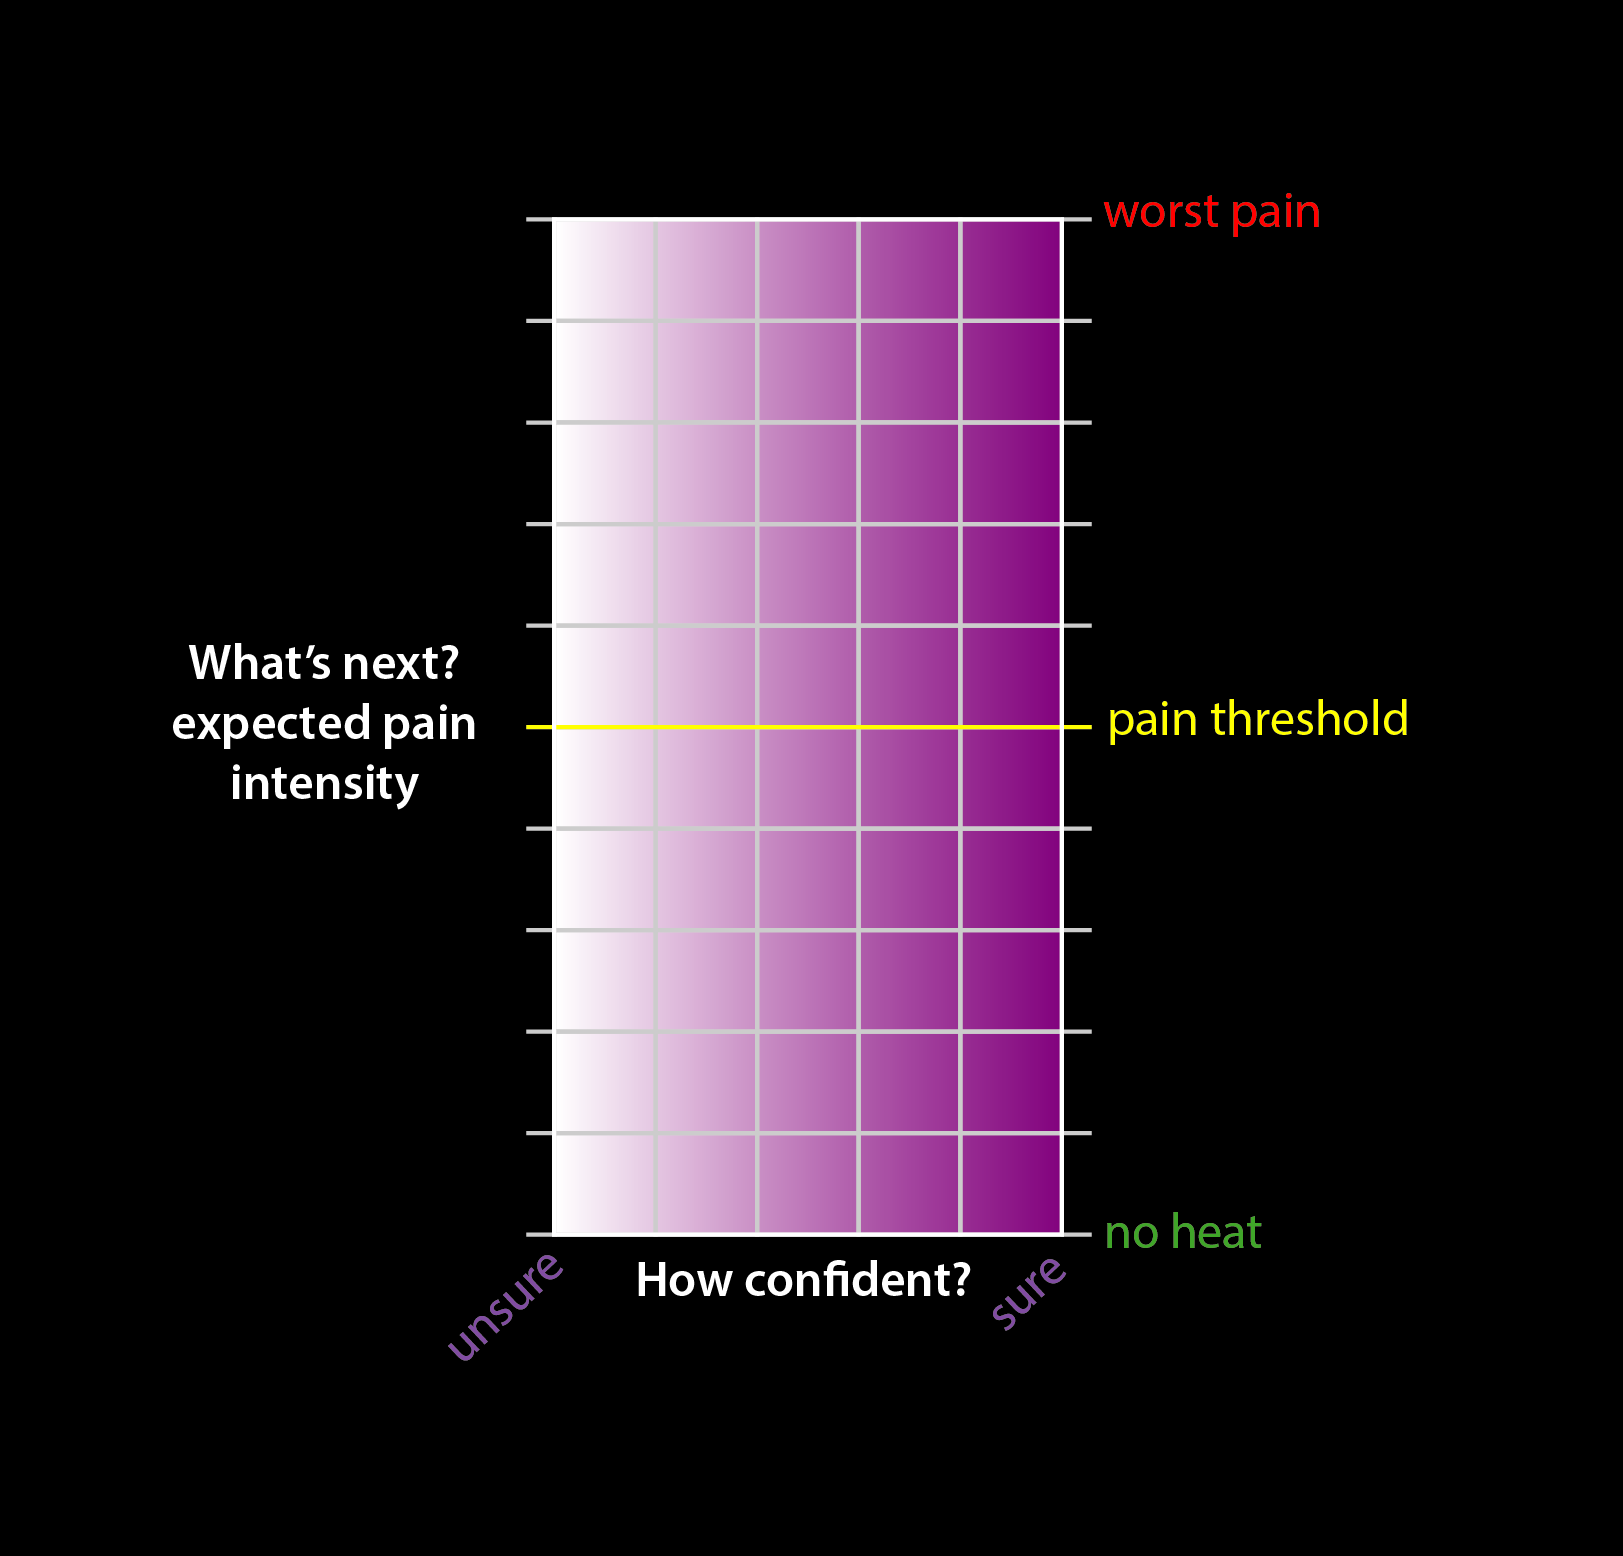 worst pain
What’s next?
expected pain
intensity
pain threshold
no heat
unsure
How confident?
sure